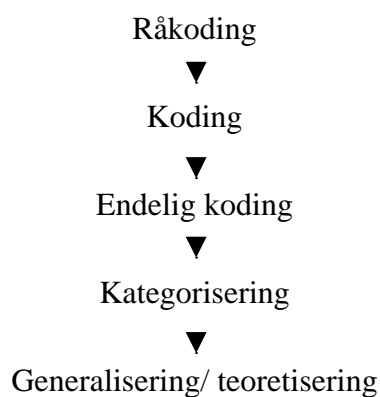 Råkoding
Koding
Endelig koding
Kategorisering
Generalisering/ teoretisering